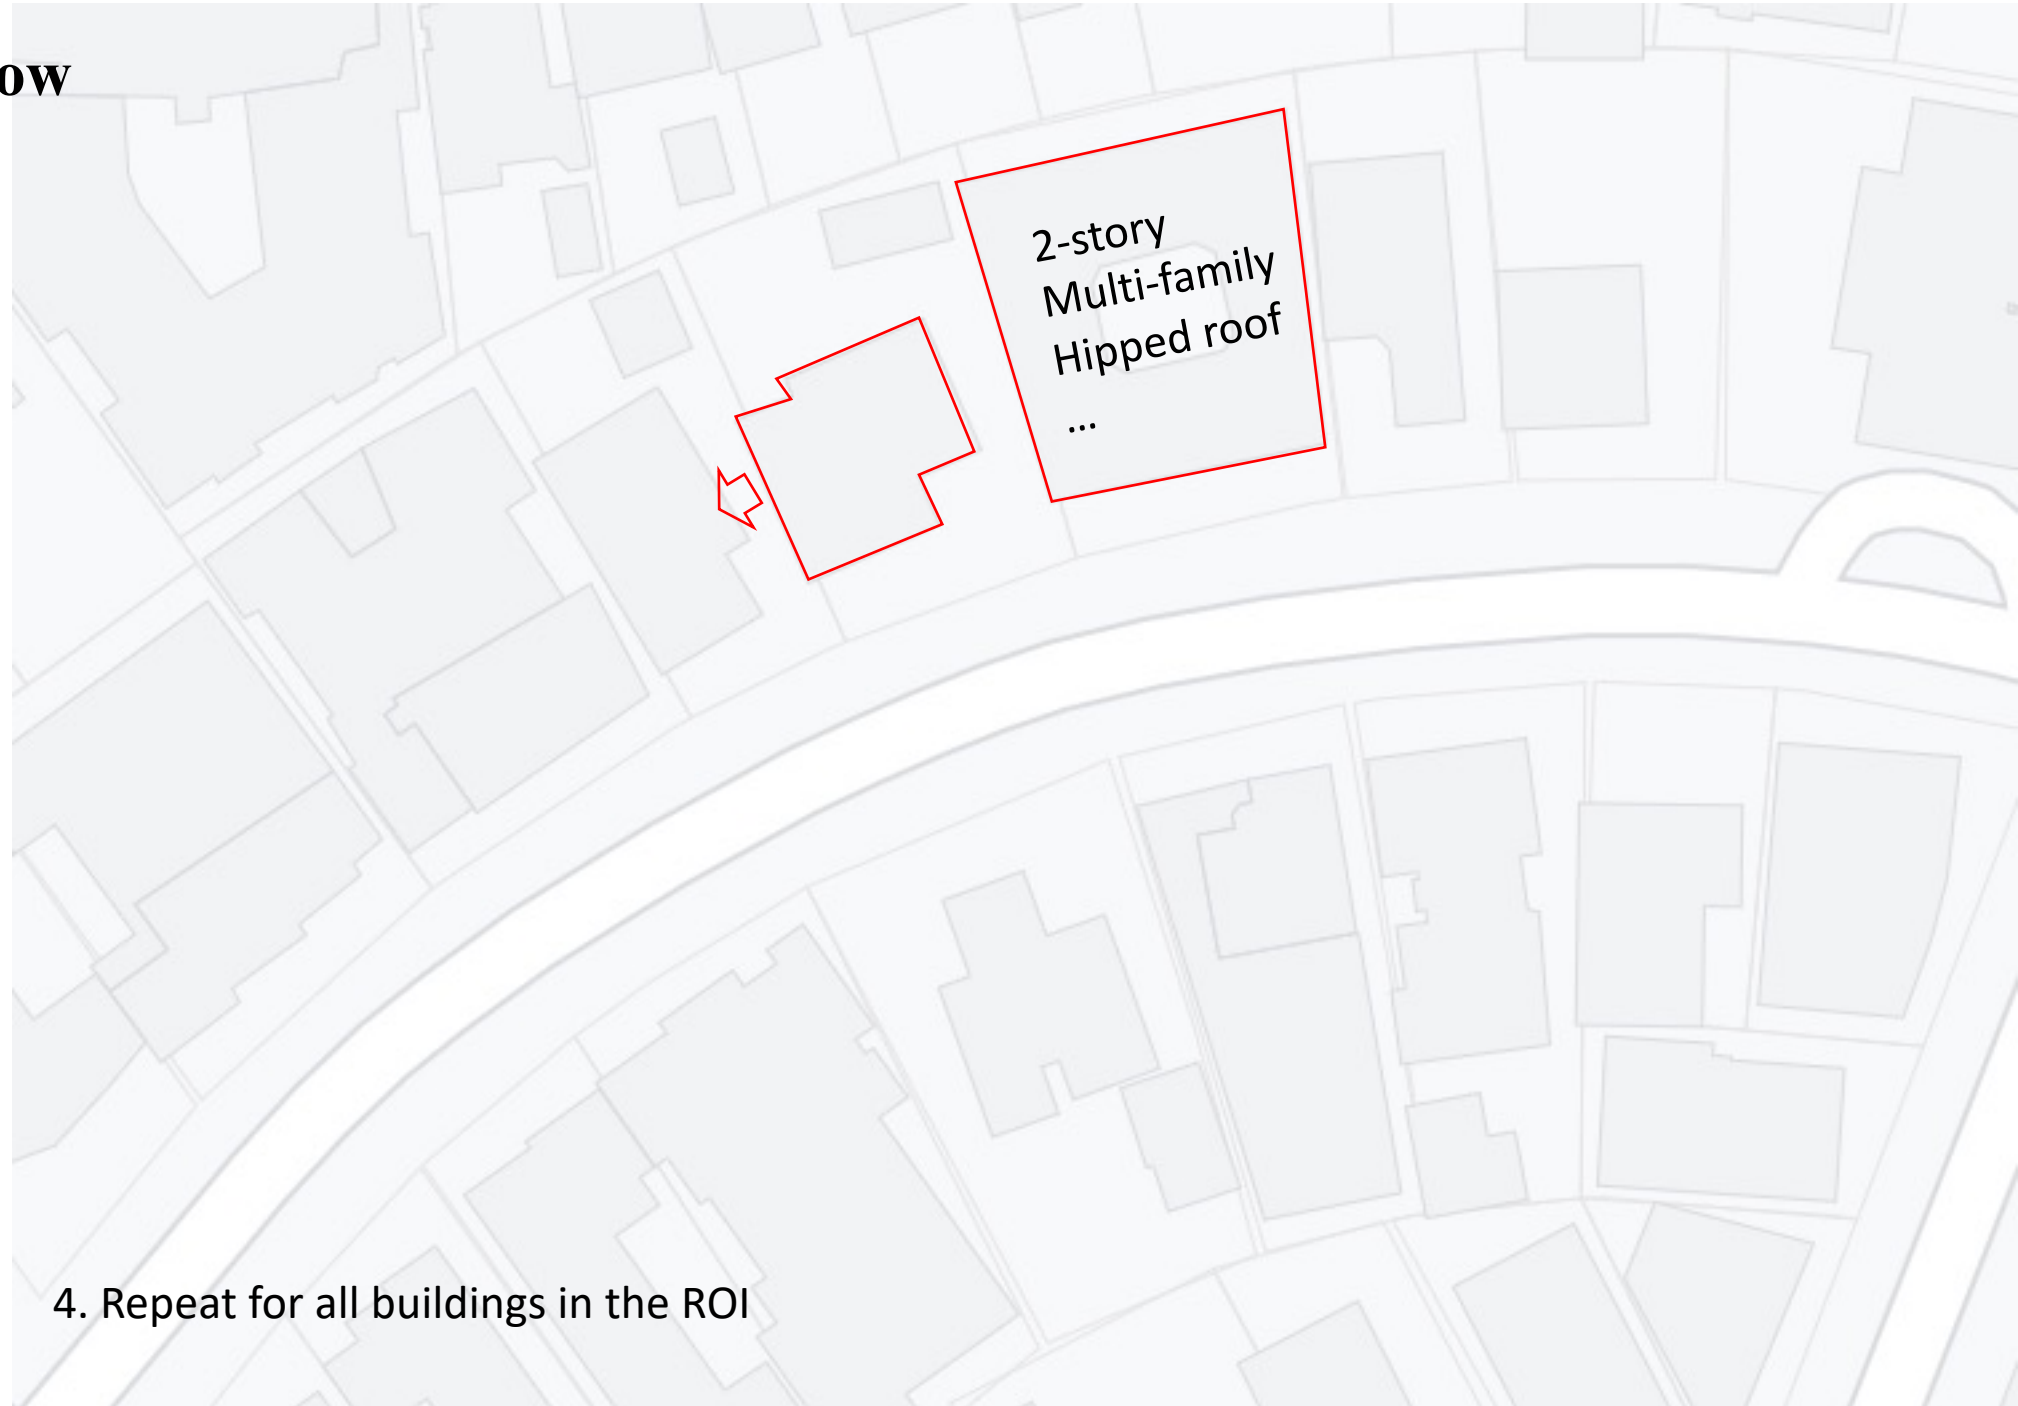 ow
2-story
Multi-family
Hipped roof
...
4. Repeat for all buildings in the ROI